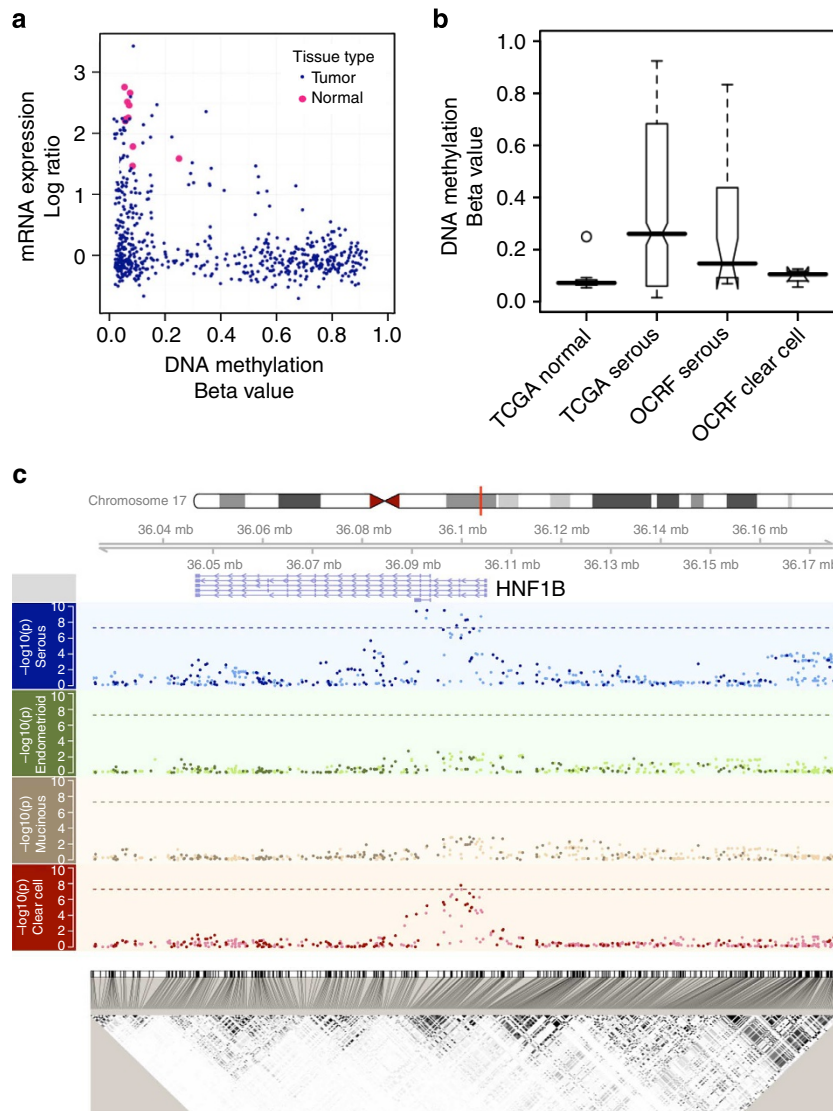 a
mRNA expression
Log ratio
3
2
1
0
Tissue type
Tumor
Normal
0.0 0.2 0.4 0.6 0.8 1.0
DNA methylation
Beta value
b
DNA methylation
Beta value
1.0
0.8
0.6
0.4
0.2
0.0
TCGA normal
TCGA serous
OCRF serous
OCRF clear cell
c
Chromosome 17
36.04 mb 36.06 mb 36.08 mb 36.1 mb 36.12 mb 36.14 mb 36.16 mb
36.05 mb 36.07 mb 36.09 mb 36.11 mb 36.13 mb 36.15 mb 36.17 mb
HNF1B
−log10(p)
Serous
10
8
6
4
2
0
−log10(p)
Endometrioid
10
8
6
4
2
0
−log10(p)
Mucinous
10
8
6
4
2
0
−log10(p)
Clear cell
10
8
6
4
2
0